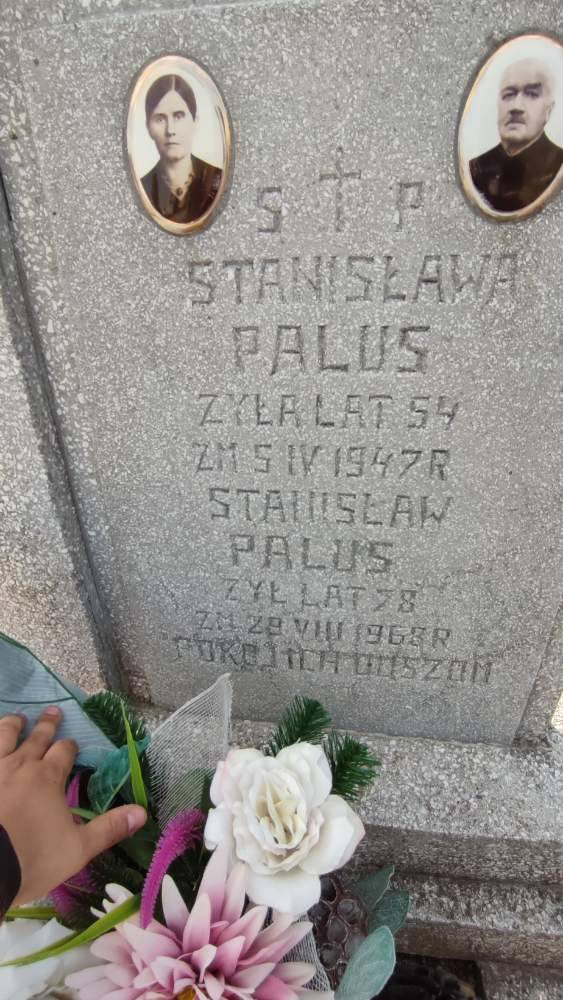 S † P
STANISŁAWA
PALUS
ŻYŁA LAT 54
ZM 5 IV 1947 R
STANISŁAW
PALUS
ŻYŁ LAT 78
ZM. 28 VIII 1968 R
POKÓJ ICH DUSZOM